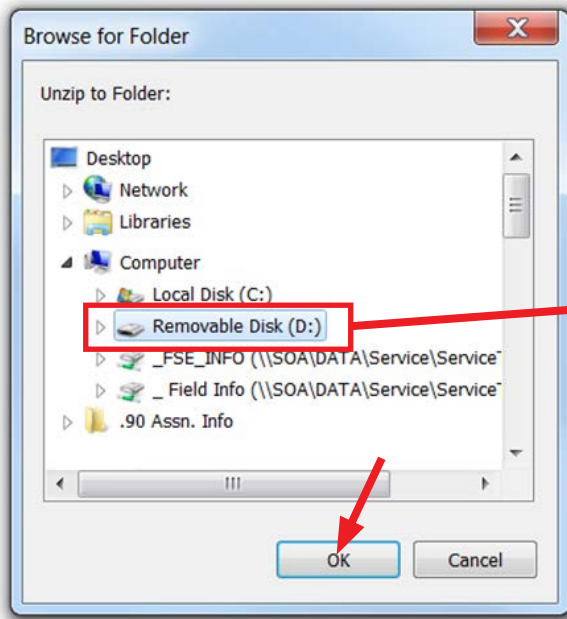 Browse for Folder
Unzip to Folder:
Desktop
Network
Libraries
Computer
Local Disk (C:)
Removable Disk (D:)
_FSE_INFO (\\SOA\DATA\Service\Service
_ Field Info (\\SOA\DATA\Service\Service
.90 Assn. Info
OK Cancel